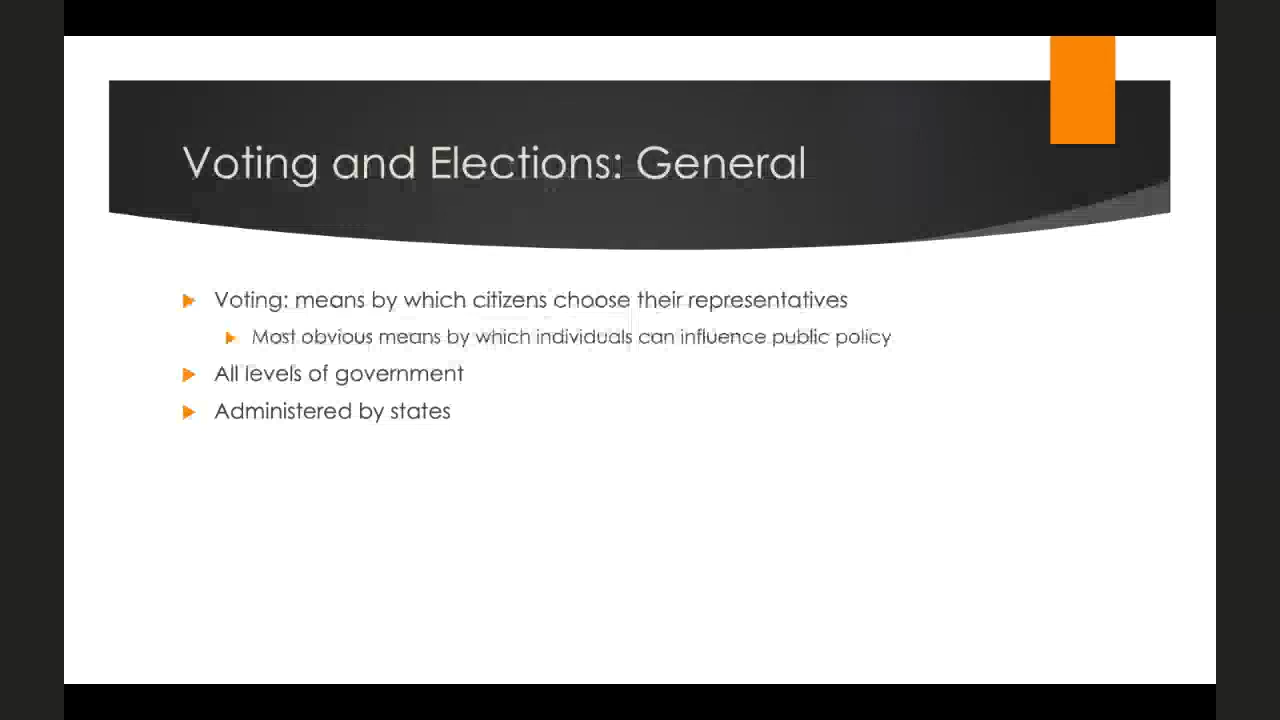 Voting and Elections: General
Voting: means by which citizens choose their representatives
Most obvious means by which individuals can influence public policy
All levels of government
Administered by states